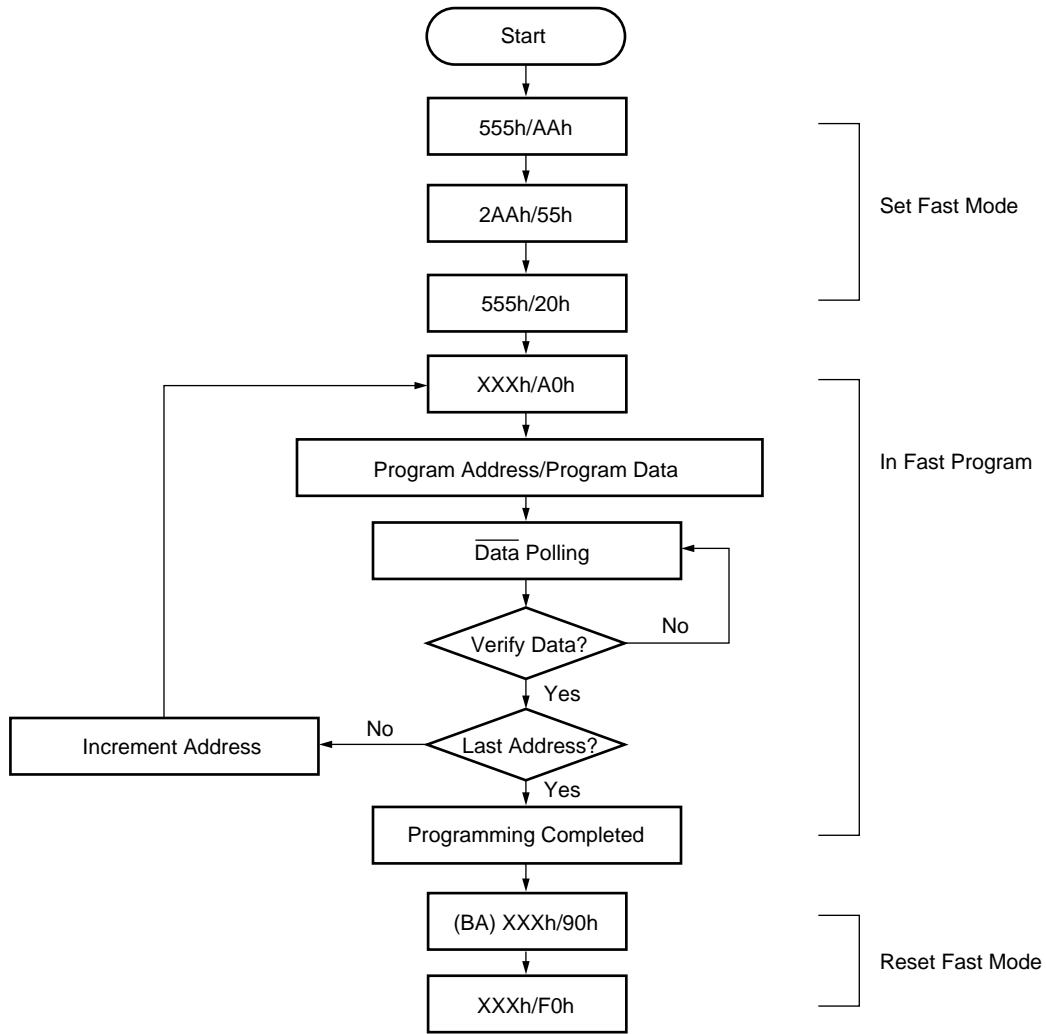 Start
555h/AAh
2AAh/55h
Set Fast Mode
555h/20h
XXXh/A0h
Program Address/Program Data
In Fast Program
Data Polling
Verify Data?
No
Yes
Increment Address
No
Last Address?
Yes
Programming Completed
(BA) XXXh/90h
Reset Fast Mode
XXXh/F0h